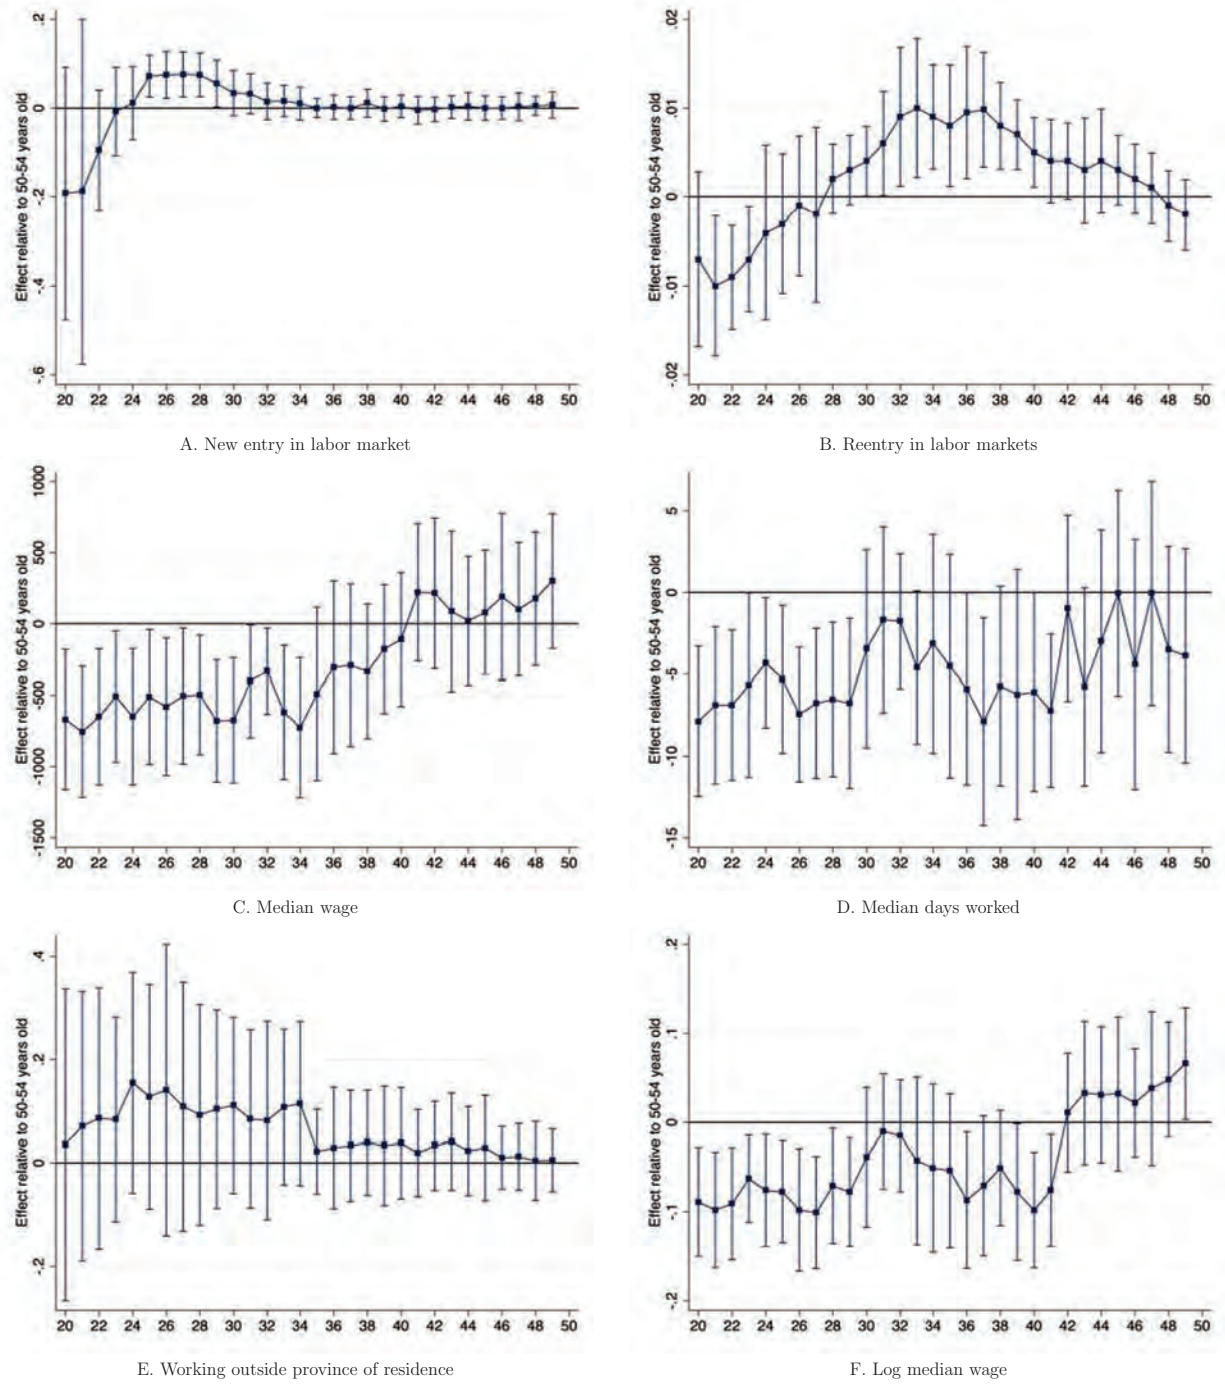 Effect relative to 50-54 years old
.2
0
-.2
-.4
-.6
20 22 24 26 28 30 32 34 36 38 40 42 44 46 48 50
A. New entry in labor market
Effect relative to 50-54 years old
.02
.01
0
-.01
-.02
20 22 24 26 28 30 32 34 36 38 40 42 44 46 48 50
B. Reentry in labor markets
Effect relative to 50-54 years old
1000
500
0
-500
-1000
-1500
20 22 24 26 28 30 32 34 36 38 40 42 44 46 48 50
C. Median wage
Effect relative to 50-54 years old
5
0
-5
-10
-15
20 22 24 26 28 30 32 34 36 38 40 42 44 46 48 50
D. Median days worked
Effect relative to 50-54 years old
.4
.2
0
-.2
20 22 24 26 28 30 32 34 36 38 40 42 44 46 48 50
E. Working outside province of residence
Effect relative to 50-54 years old
.2
.1
0
-.1
-.2
20 22 24 26 28 30 32 34 36 38 40 42 44 46 48 50
F. Log median wage